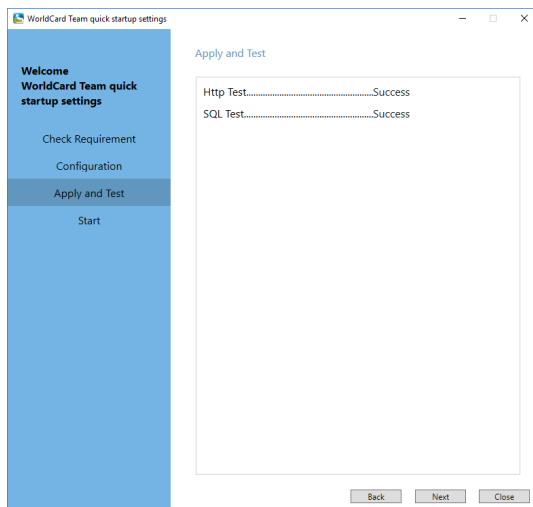 WorldCard Team quick startup settings
Welcome
WorldCard Team quick
startup settings
Check Requirement
Configuration
Apply and Test
Start
Apply and Test
Http Test......................................................Success
SQL Test.......................................................Success
Back
Next
Close